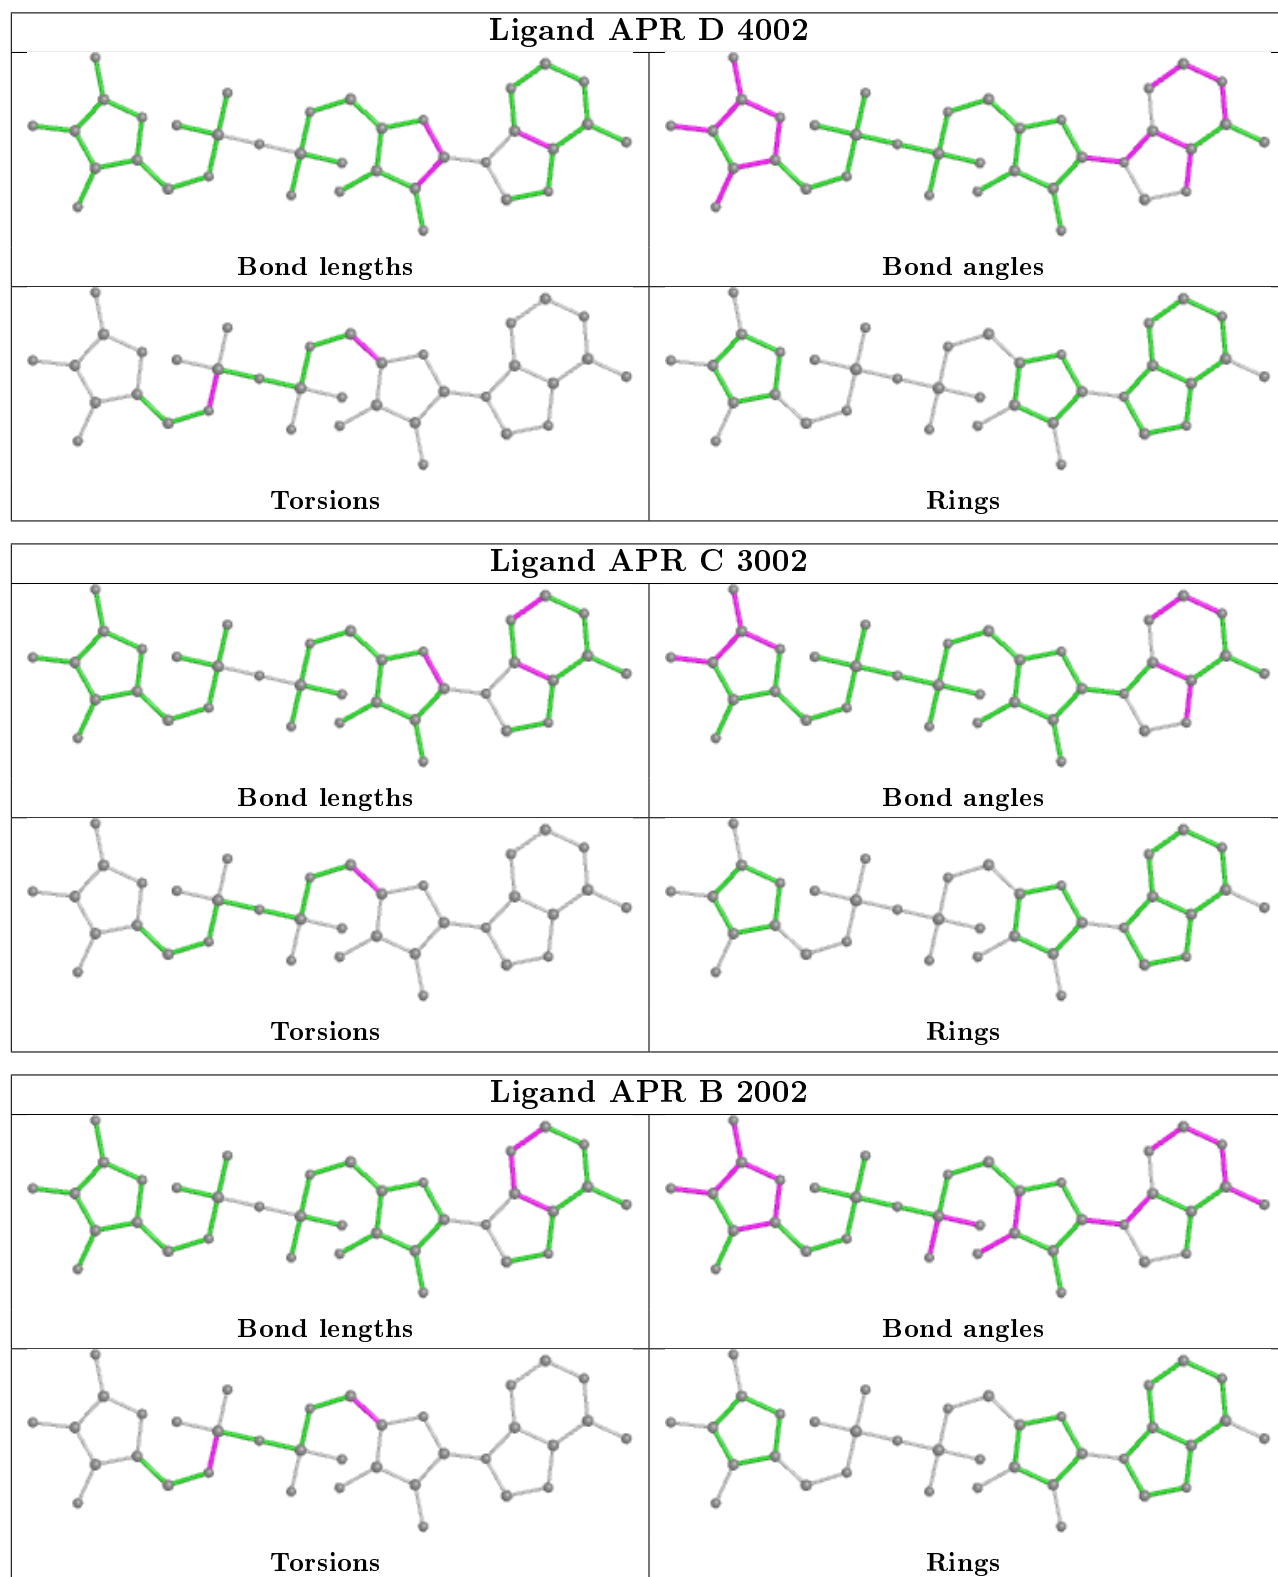 Ligand APR D 4002
Bond lengths
Bond angles
Torsions
Rings
Ligand APR C 3002
Bond lengths
Bond angles
Torsions
Rings
Ligand APR B 2002
Bond lengths
Bond angles
Torsions
Rings